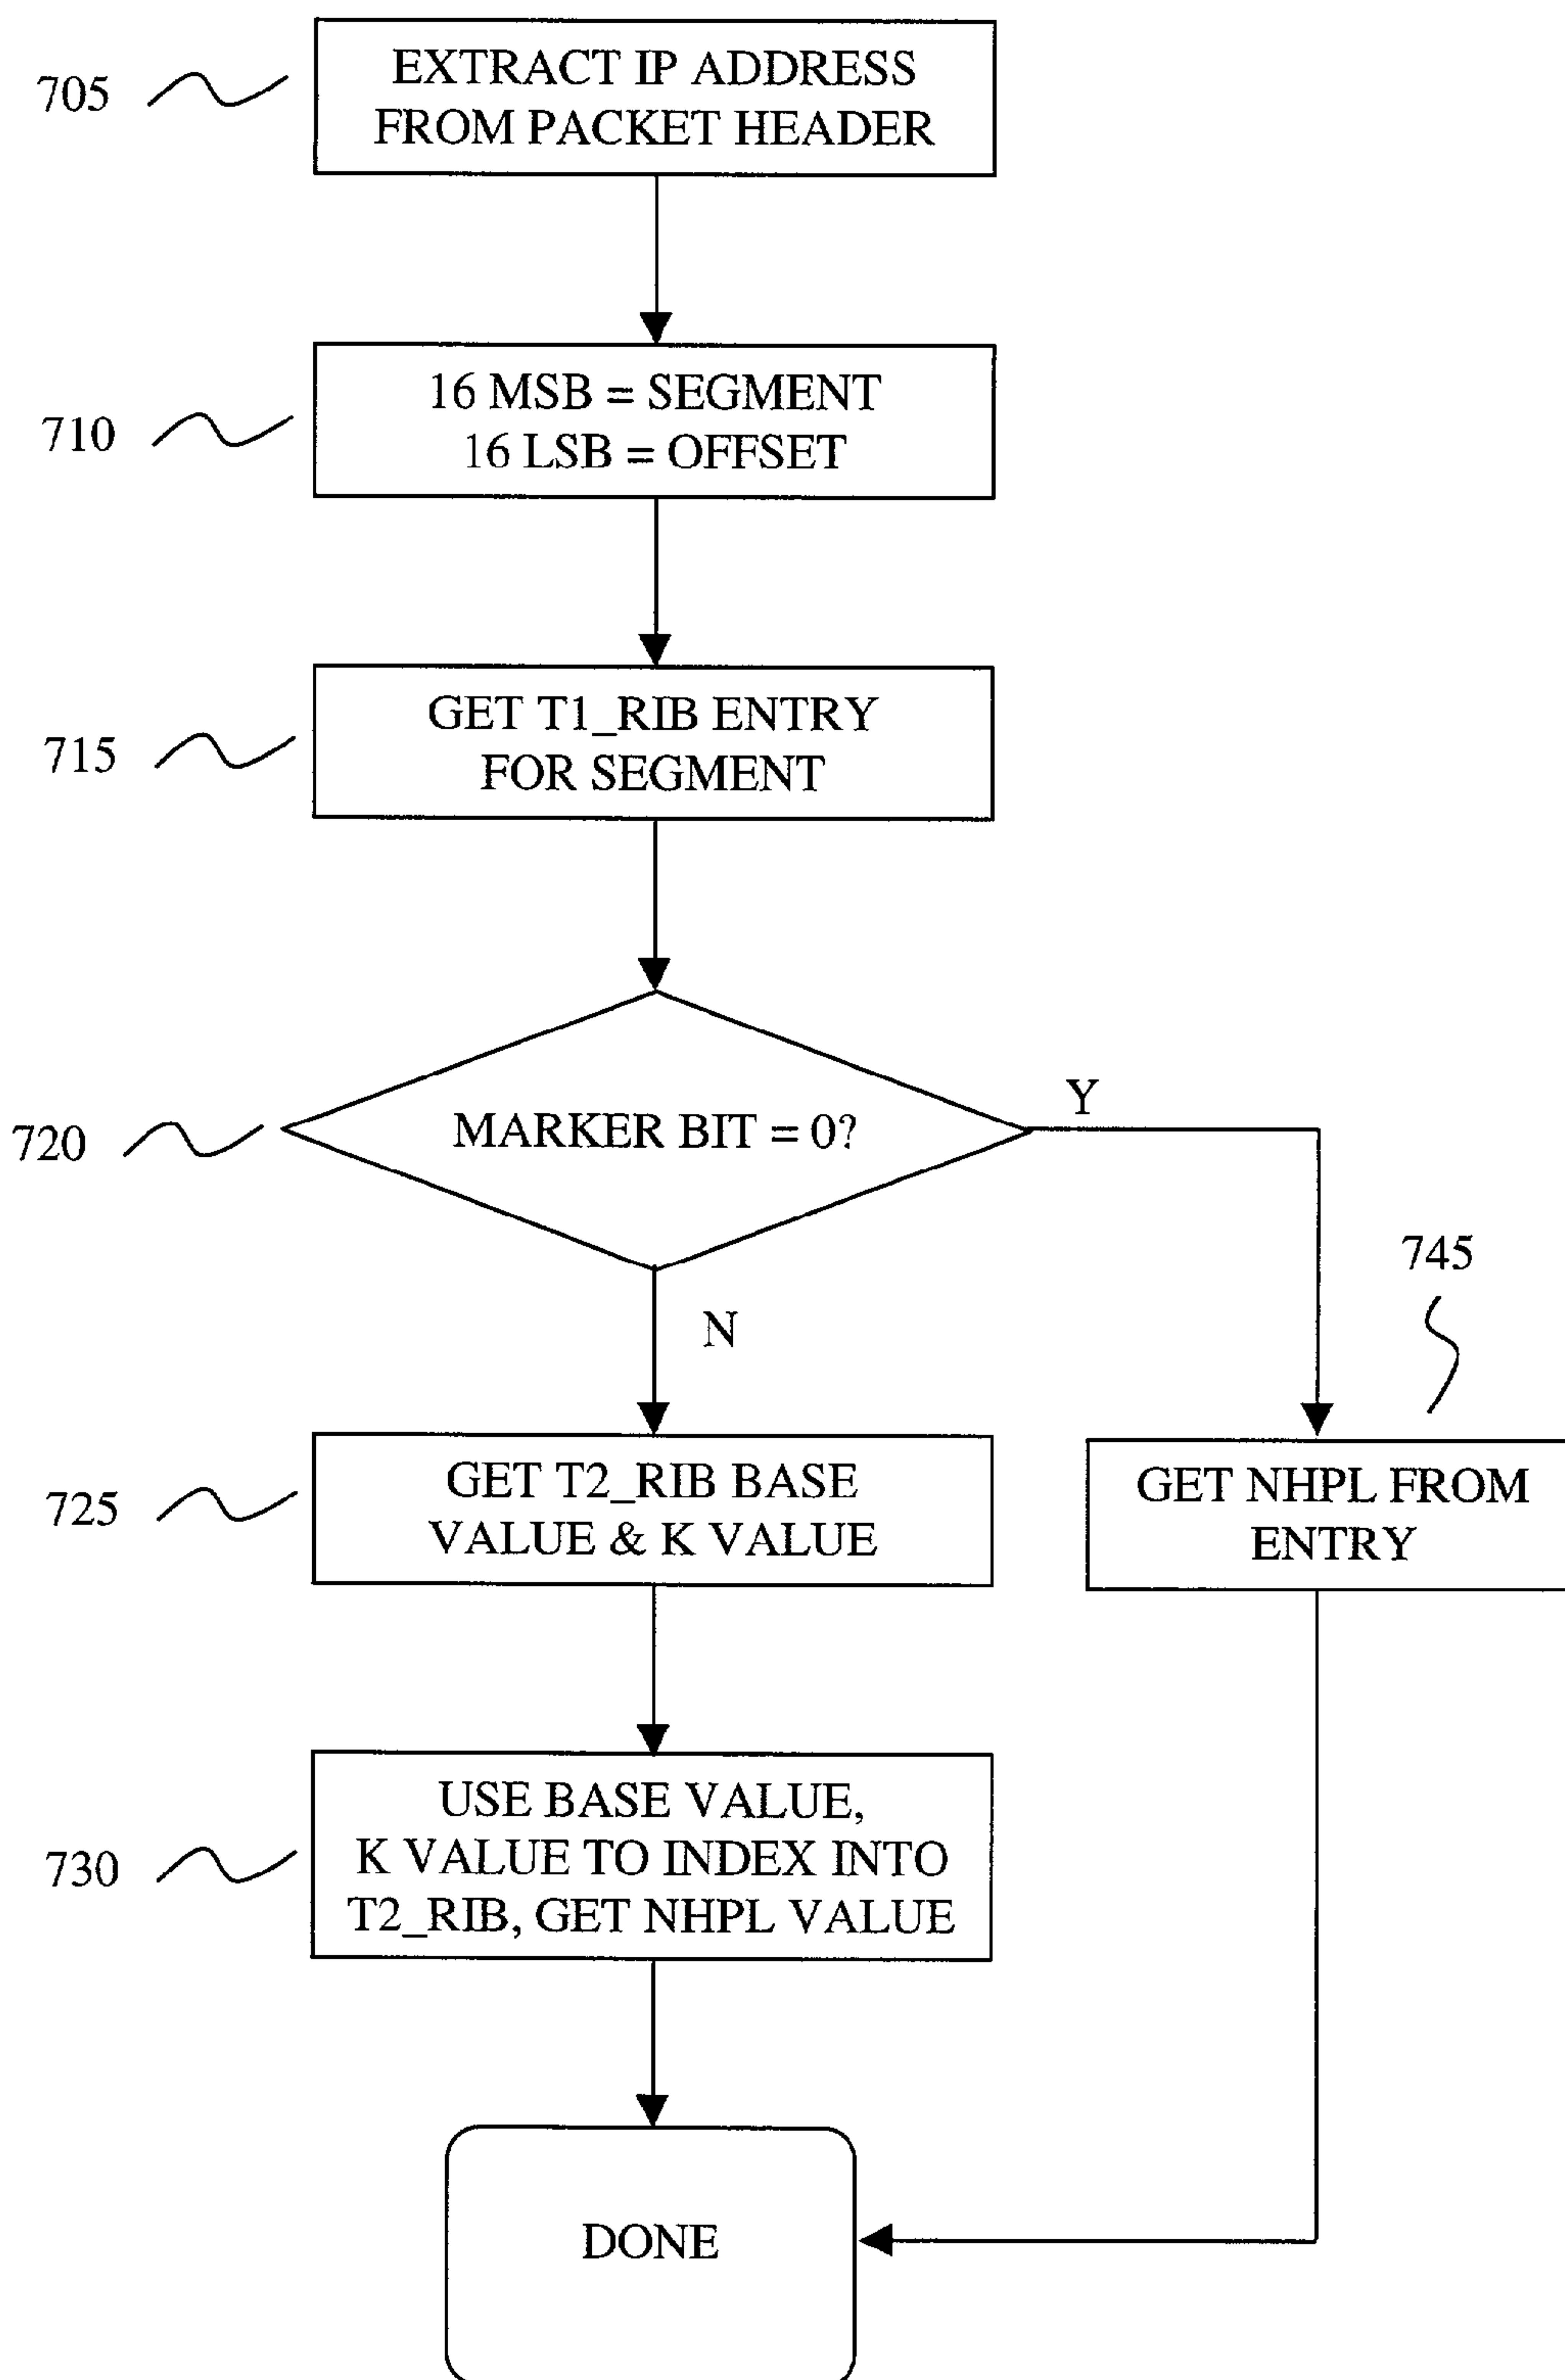 705
EXTRACT IP ADDRESS
FROM PACKET HEADER
710
16 MSB = SEGMENT
16 LSB = OFFSET
715
GET T1_RIB ENTRY
FOR SEGMENT
720
MARKER BIT = 0?
Y
N
745
725
GET T2_RIB BASE
VALUE & K VALUE
GET NHPL FROM
ENTRY
730
USE BASE VALUE,
K VALUE TO INDEX INTO
T2_RIB, GET NHPL VALUE
DONE